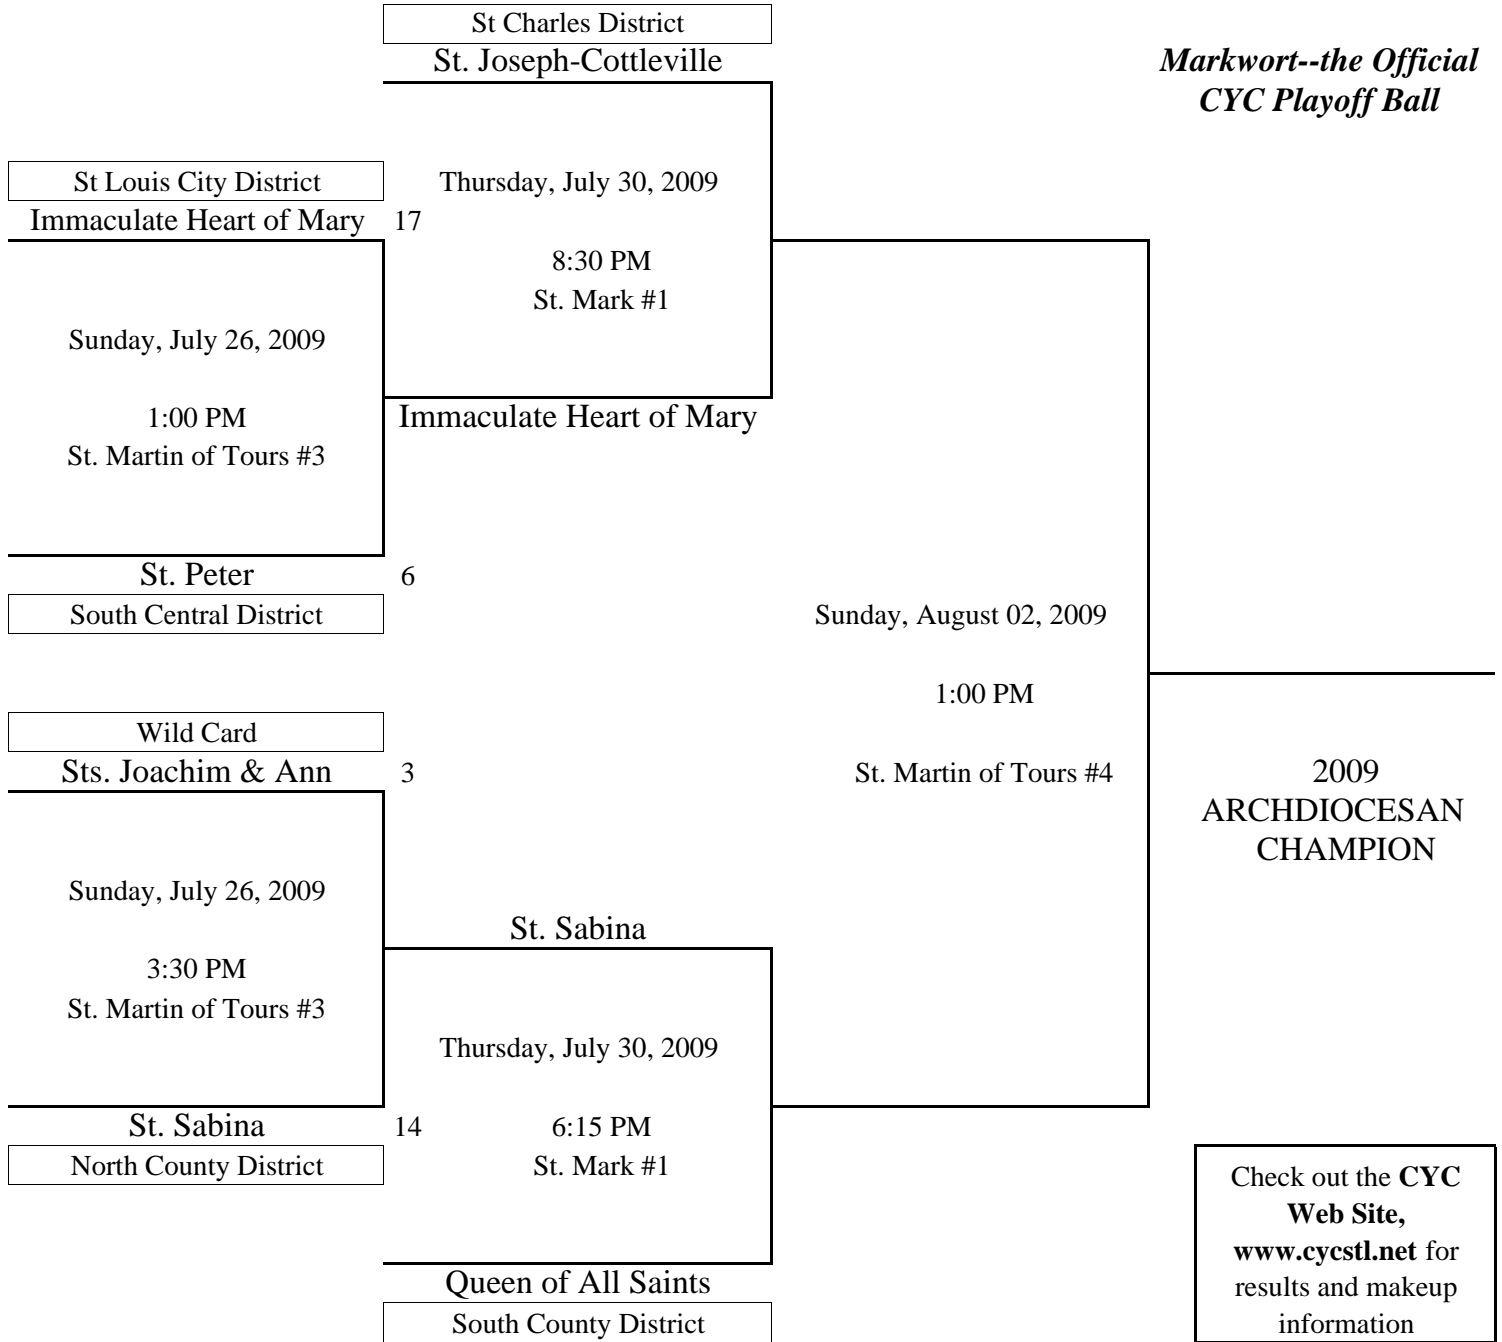 St Charles District
St. Joseph-Cottleville
Markwort--the Official
CYC Playoff Ball
St Louis City District
Thursday, July 30, 2009
Immaculate Heart of Mary 17
8:30 PM
St. Mark #1
Sunday, July 26, 2009
1:00 PM
Immaculate Heart of Mary
St. Martin of Tours #3
St. Peter 6
South Central District
Sunday, August 02, 2009
1:00 PM
Wild Card
Sts. Joachim & Ann 3
St. Martin of Tours #4
2009
ARCHDIOCESAN
CHAMPION
Sunday, July 26, 2009
St. Sabina
3:30 PM
St. Martin of Tours #3
Thursday, July 30, 2009
St. Sabina 14
6:15 PM
North County District
St. Mark #1
Check out the CYC
Web Site,
www.cycstl.net for
results and makeup
information
Queen of All Saints
South County District